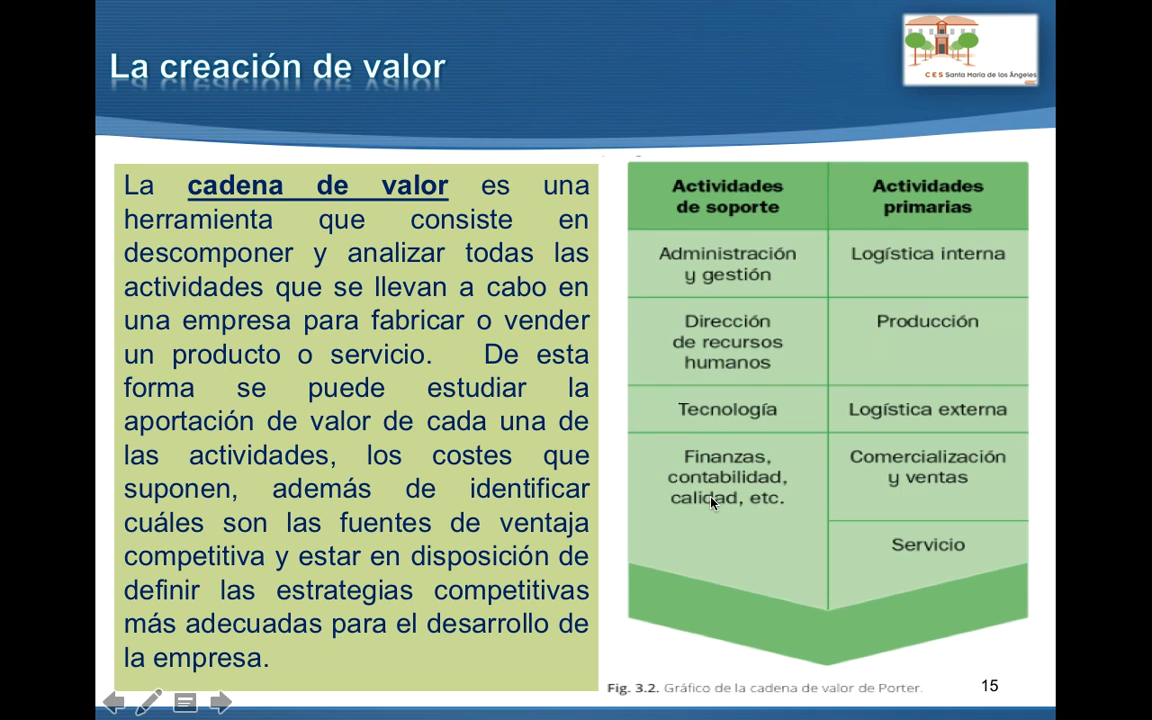 La creación de valor
C E S Santa María de los Ángeles
La cadena de valor es una
herramienta que consiste en
descomponer y analizar todas las
actividades que se llevan a cabo en
una empresa para fabricar o vender
un producto o servicio. De esta
forma se puede estudiar la
aportación de valor de cada una de
las actividades, los costes que
suponen, además de identificar
cuáles son las fuentes de ventaja
competitiva y estar en disposición de
definir las estrategias competitivas
más adecuadas para el desarrollo de
la empresa.
Actividades
de soporte
Actividades
primarias
Administración
y gestión
Logística interna
Dirección
de recursos
humanos
Producción
Tecnología
Logística externa
Finanzas,
contabilidad,
calidad, etc.
Comercialización
y ventas
Servicio
Fig. 3.2. Gráfico de la cadena de valor de Porter.
15